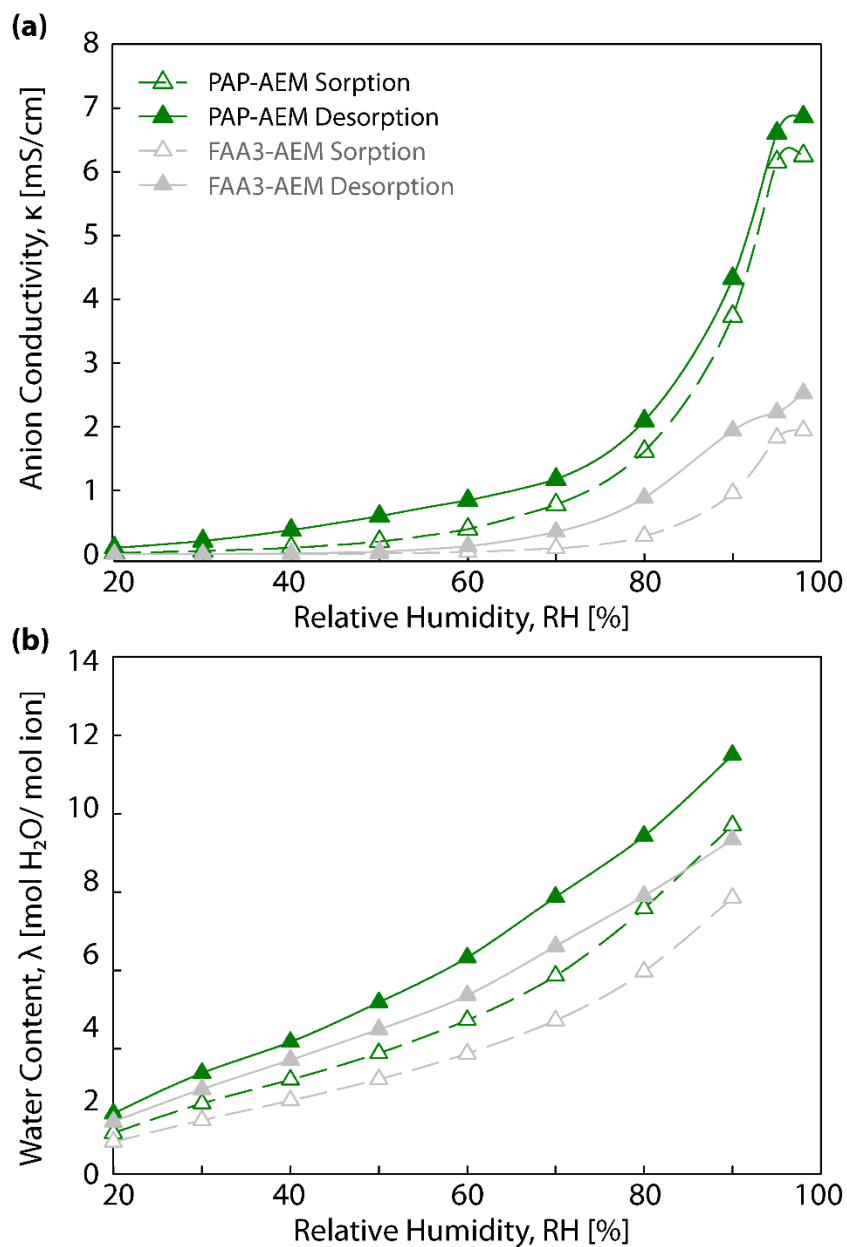 (a)
8
7
6
5
4
3
2
1
0
Anion Conductivity, κ [mS/cm]
PAP-AEM Sorption
PAP-AEM Desorption
FAA3-AEM Sorption
FAA3-AEM Desorption
20 40 60 80 100
Relative Humidity, RH [%]
(b)
14
12
10
8
6
4
2
0
Water Content, λ [mol H₂O/ mol ion]
20 40 60 80 100
Relative Humidity, RH [%]